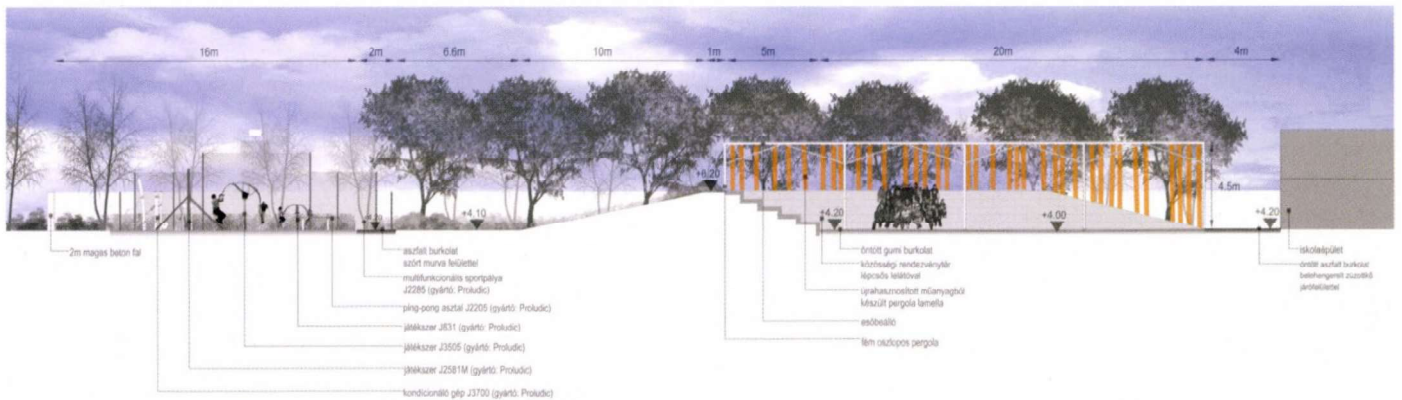 16m
2m
6.6m
10m
1m
5m
20m
4m
+4.10
+6.20
+4.20
+4.00
4.5m
+4.20
2m magas beton fal
aszfalt burkolat
szórt murva felülettel
multifunkcionális sportpálya
J2285 (gyártó: Proludic)
ping-pong asztal J2205 (gyártó: Proludic)
játékszer J831 (gyártó: Proludic)
játékszer J3505 (gyártó: Proludic)
játékszer J2581M (gyártó: Proludic)
kondicionáló gép J3700 (gyártó: Proludic)
öntött gumi burkolat
közösségi rendezvénytér
lépcsős lelátóval
újrahasznosított műanyagból
készült pergola lamella
esőbeálló
fém oszlopos pergola
iskolaépület
öntött aszfalt burkolat
belehengerelt zúzottkő
járófelülettel